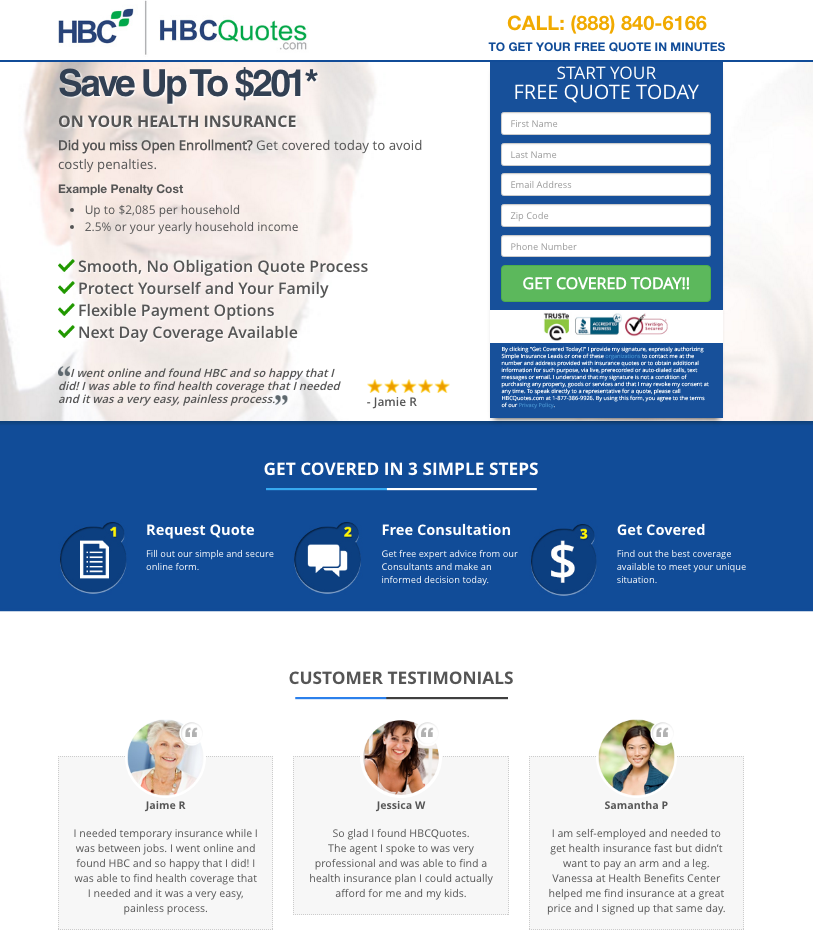 HBC
HBCQuotes
.com
CALL: (888) 840-6166
TO GET YOUR FREE QUOTE IN MINUTES
Save Up To $201*
ON YOUR HEALTH INSURANCE
Did you miss Open Enrollment? Get covered today to avoid
costly penalties.
Example Penalty Cost
• Up to $2,085 per household
• 2.5% or your yearly household income
Smooth, No Obligation Quote Process
Protect Yourself and Your Family
Flexible Payment Options
Next Day Coverage Available
“I went online and found HBC and so happy that I
did! I was able to find health coverage that I needed
and it was a very easy, painless process.”
- Jamie R
START YOUR
FREE QUOTE TODAY
First Name
Last Name
Email Address
Zip Code
Phone Number
GET COVERED TODAY!!
TRUSTe
BBB
ACCREDITED
BUSINESS
A+
VeriSign
Secured
By clicking "Get Covered Today!!" I provide my signature, expressly authorizing
Simple Insurance Leads or one of these organizations to contact me at the
number and address provided with insurance quotes or to obtain additional
information for such purpose, via live, prerecorded or auto-dialed calls, text
messages or email. I understand that my signature is not a condition of
purchasing any property, goods or services and that I may revoke my consent at
any time. To speak directly to a representative for a quote, please call
HBCQuotes.com at 1-877-386-9926. By using this form, you agree to the terms
of our Privacy Policy.
GET COVERED IN 3 SIMPLE STEPS
1
Request Quote
Fill out our simple and secure
online form.
2
Free Consultation
Get free expert advice from our
Consultants and make an
informed decision today.
3
$
Get Covered
Find out the best coverage
available to meet your unique
situation.
CUSTOMER TESTIMONIALS
“
Jaime R
I needed temporary insurance while I
was between jobs. I went online and
found HBC and so happy that I did! I
was able to find health coverage that
I needed and it was a very easy,
painless process.
“
Jessica W
So glad I found HBCQuotes.
The agent I spoke to was very
professional and was able to find a
health insurance plan I could actually
afford for me and my kids.
“
Samantha P
I am self-employed and needed to
get health insurance fast but didn't
want to pay an arm and a leg.
Vanessa at Health Benefits Center
helped me find insurance at a great
price and I signed up that same day.